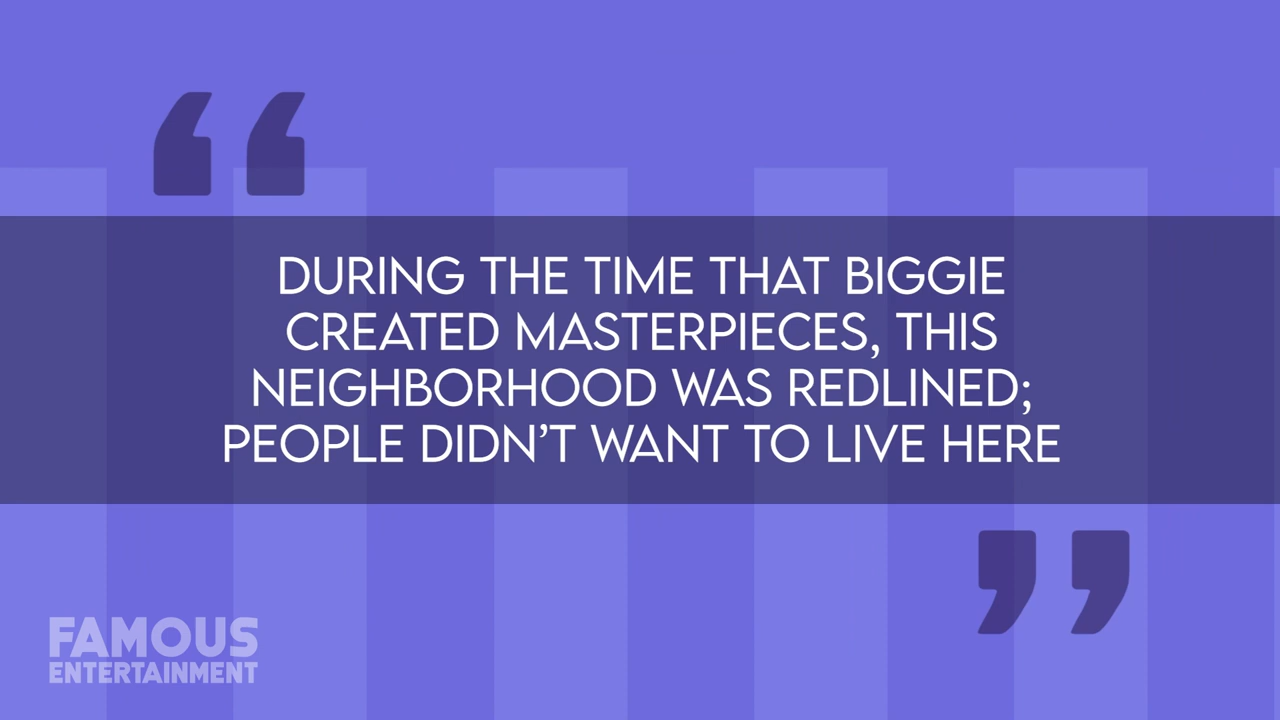 DURING THE TIME THAT BIGGIE
CREATED MASTERPIECES, THIS
NEIGHBORHOOD WAS REDLINED;
PEOPLE DIDN’T WANT TO LIVE HERE
FAMOUS
ENTERTAINMENT